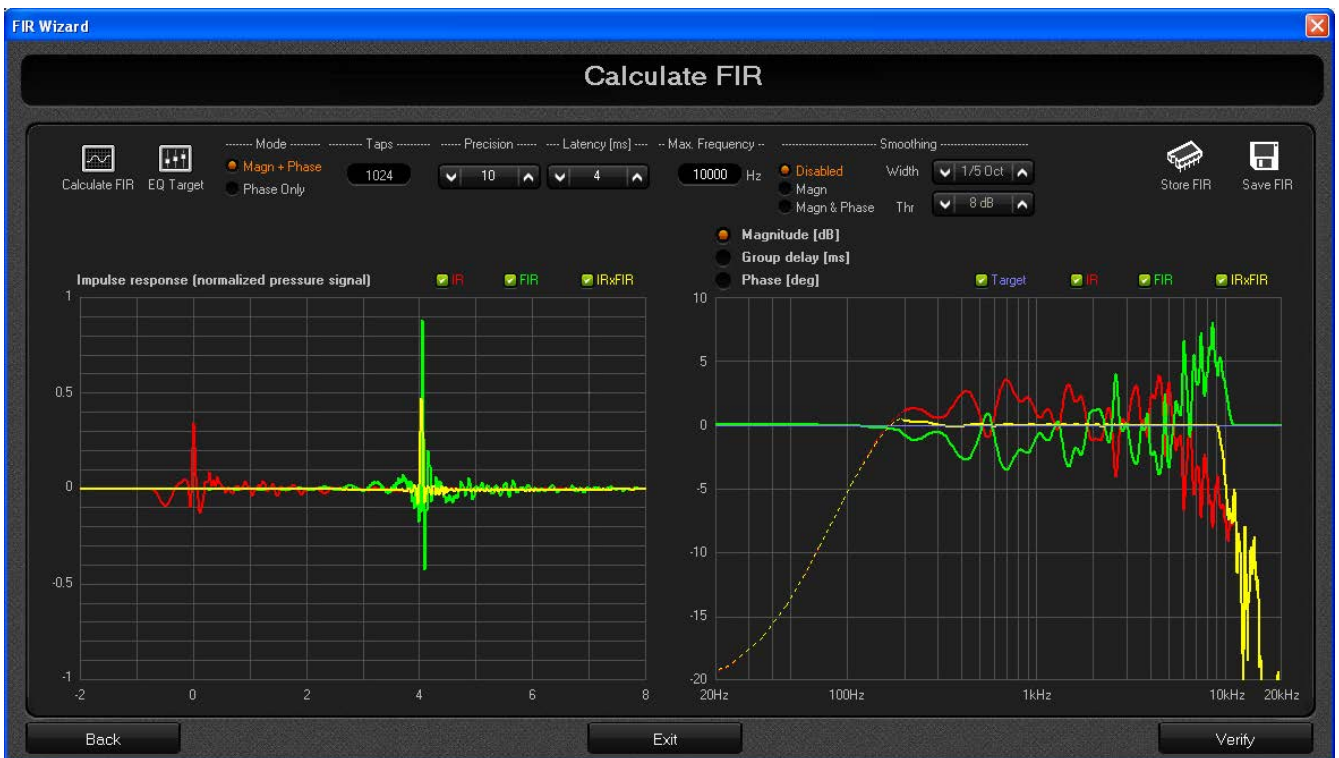 FIR Wizard
Calculate FIR
------- Mode -------- ------- Taps --------- ----- Precision ----- ---- Latency [ms] ---- -- Max. Frequency -- ---------------------- Smoothing ----------------------
Calculate FIR
EQ Target
Magn + Phase
Phase Only
1024
10
4
10000 Hz
Disabled
Magn
Magn & Phase
Width 1/5 Oct
Thr 8 dB
Store FIR
Save FIR
Magnitude [dB]
Group delay [ms]
Phase [deg]
Impulse response (normalized pressure signal) IR FIR IRxFIR
Target IR FIR IRxFIR
1
0.5
0
-0.5
-1
-2 0 2 4 6 8
10
5
0
-5
-10
-15
-20
20Hz 100Hz 1kHz 10kHz 20kHz
Back Exit Verify